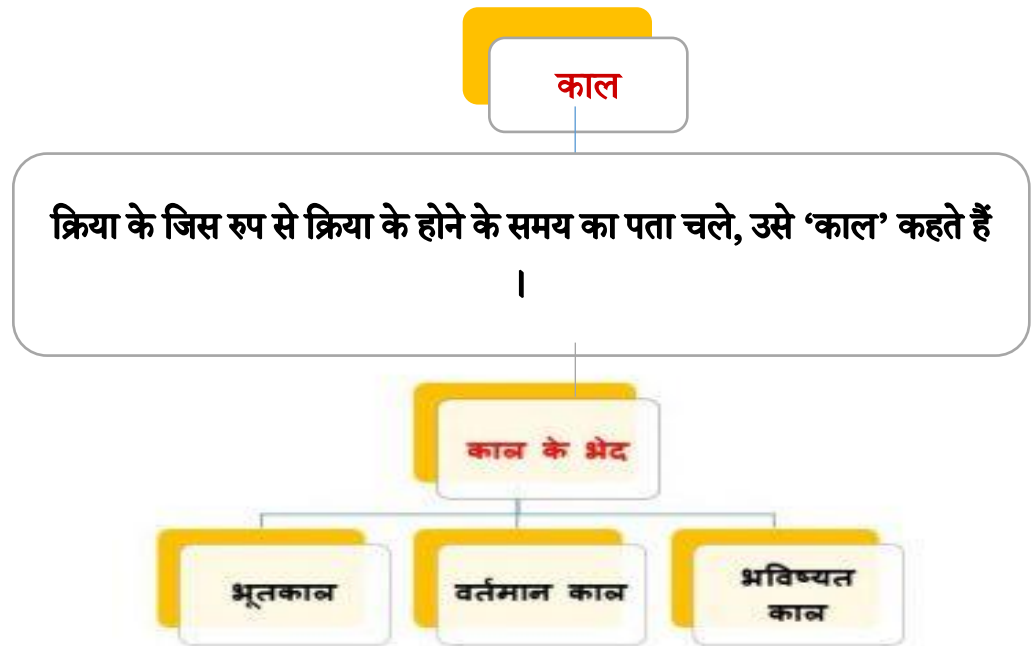 काल
क्रिया के जिस रुप से क्रिया के होने के समय का पता चले, उसे ‘काल’ कहते हैं
।
काल के भेद
भूतकाल
वर्तमान काल
भविष्यत
काल